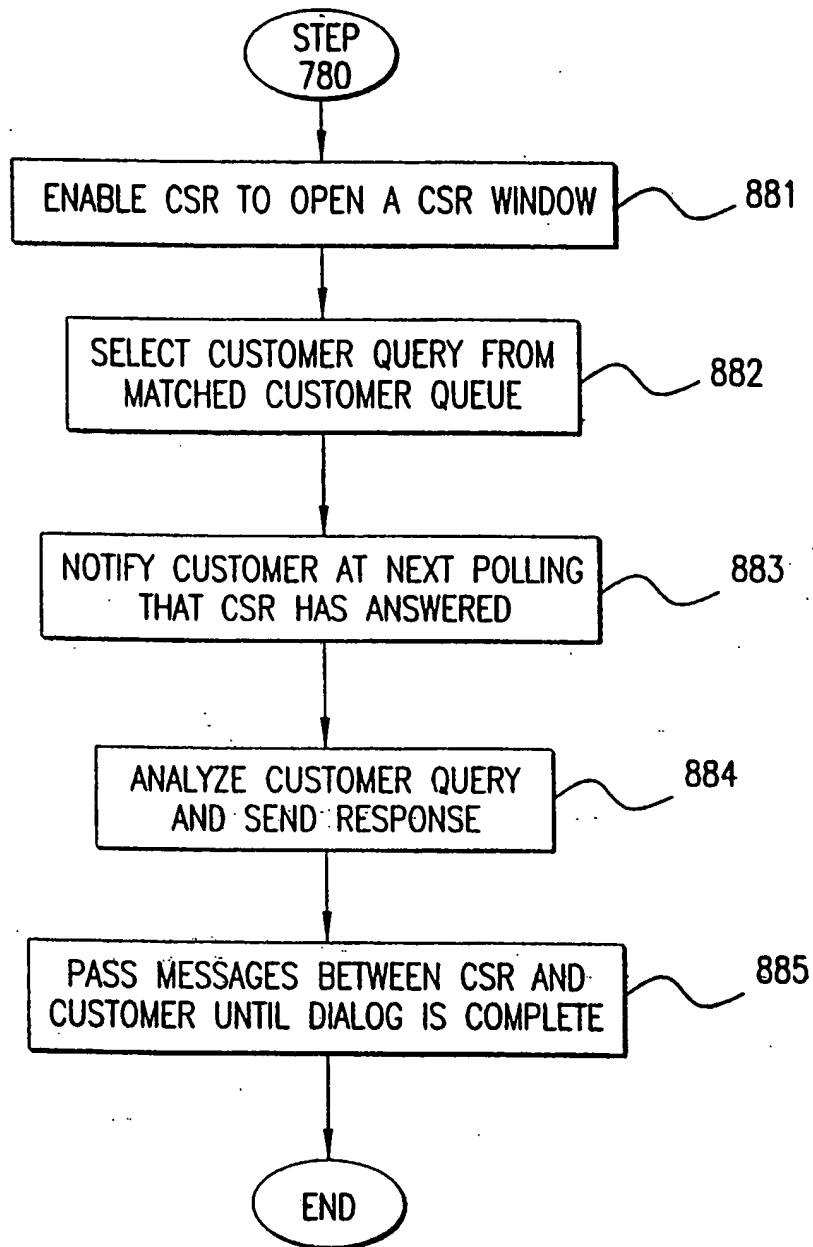 STEP
780
ENABLE CSR TO OPEN A CSR WINDOW
881
SELECT CUSTOMER QUERY FROM
MATCHED CUSTOMER QUEUE
882
NOTIFY CUSTOMER AT NEXT POLLING
THAT CSR HAS ANSWERED
883
ANALYZE CUSTOMER QUERY
AND SEND RESPONSE
884
PASS MESSAGES BETWEEN CSR AND
CUSTOMER UNTIL DIALOG IS COMPLETE
885
END